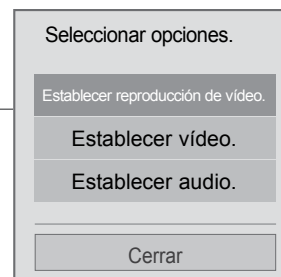 Seleccionar opciones.
Establecer reproducción de vídeo.
Establecer vídeo.
Establecer audio.
Cerrar